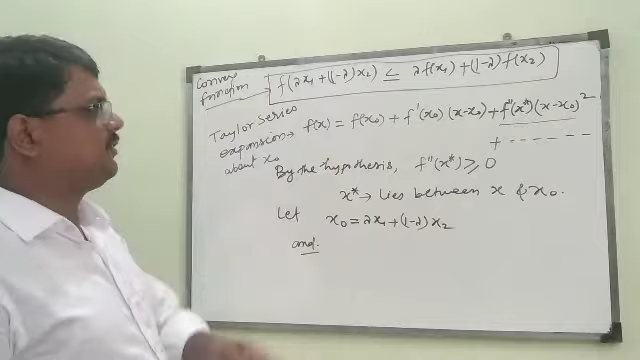 Convex function → f(λx₁+(1-λ)x₂) ≤ λf(x₁)+(1-λ)f(x₂)
Taylor Series expansion about x₀ → f(x) = f(x₀) + f'(x₀)(x-x₀) + f''(x*)(x-x₀)²
+ - - - - - -
By the hypothesis, f''(x*) ≥ 0
x* → lies between x & x₀.
Let x₀ = λx₁+(1-λ)x₂
and.